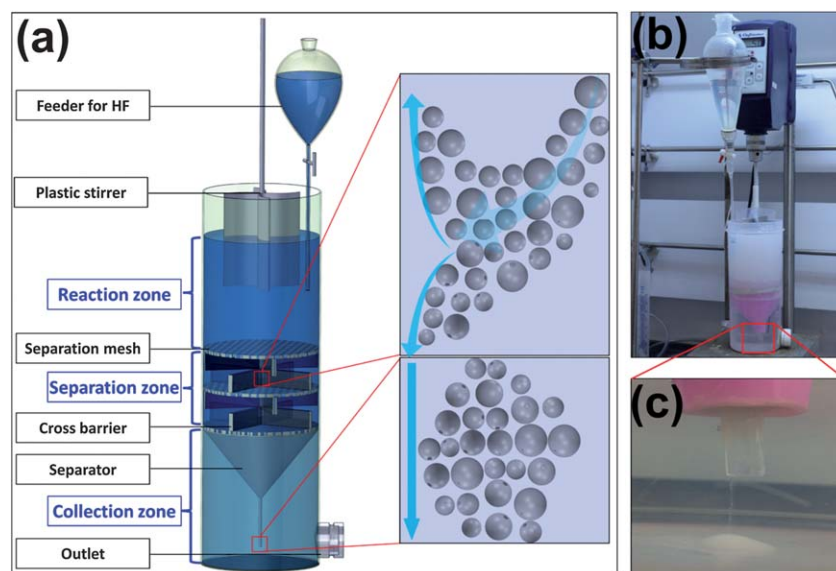 (a)
Feeder for HF
Plastic stirrer
Reaction zone
Separation mesh
Separation zone
Cross barrier
Separator
Collection zone
Outlet
(b)
(c)